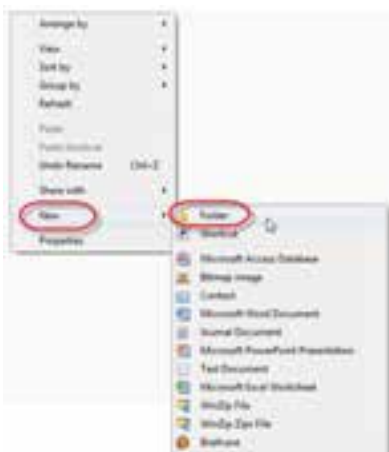 Arrange by
View
Sort by
Group by
Refresh
Paste
Paste shortcut
Undo Rename Ctrl+Z
Share with
New
Properties
Folder
Shortcut
Microsoft Access Database
Bitmap image
Contact
Microsoft Word Document
Journal Document
Microsoft PowerPoint Presentation
Text Document
Microsoft Excel Worksheet
WinZip File
WinZip Zipx File
Briefcase